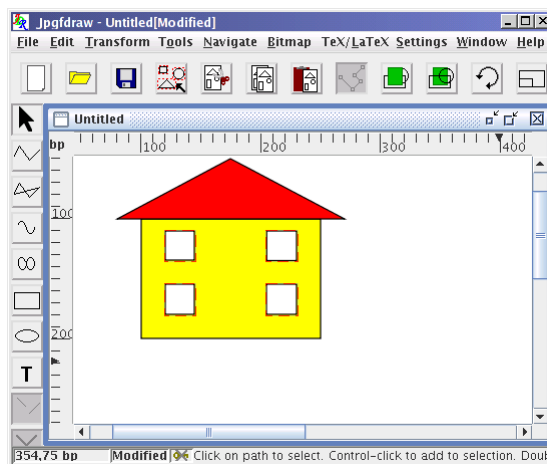 Jpgfdraw - Untitled[Modified]
File Edit Transform Tools Navigate Bitmap TeX/LaTeX Settings Window Help
Untitled
bp 100 200 300 400
100
200
T
354,75 bp Modified Click on path to select. Control-click to add to selection. Doub